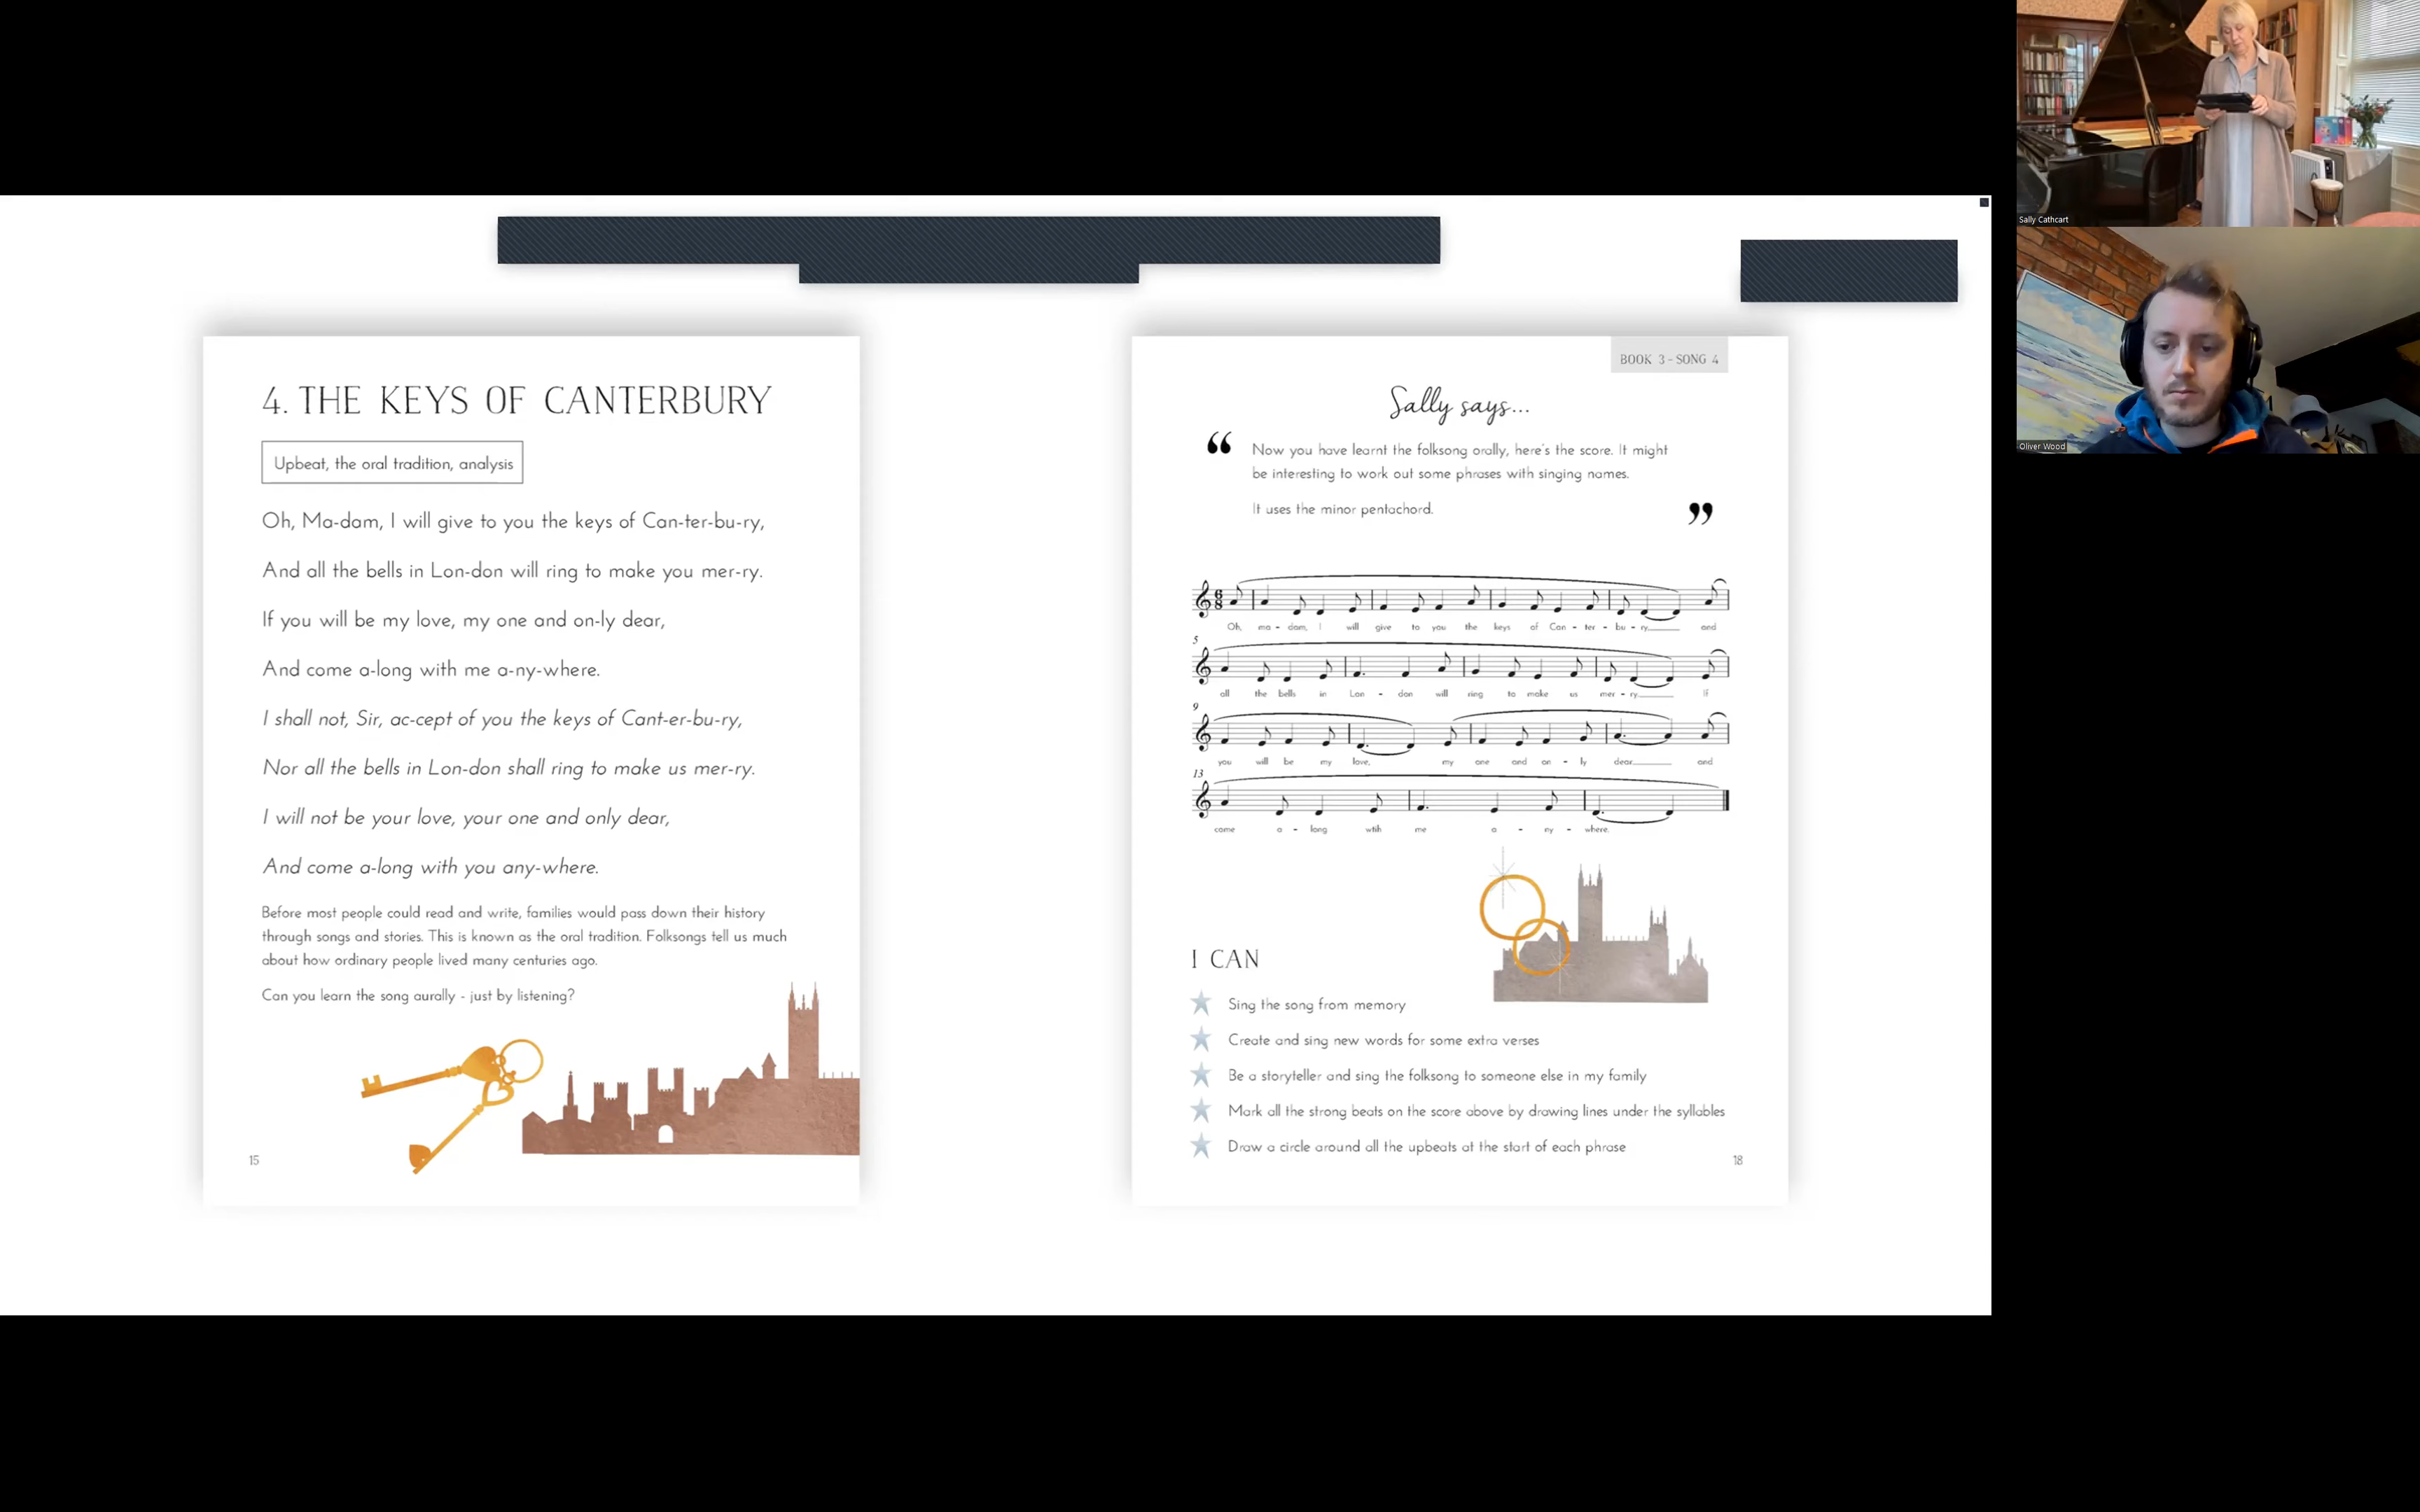 4. THE KEYS OF CANTERBURY
Upbeat, the oral tradition, analysis
Oh, Ma-dam, I will give to you the keys of Can-ter-bu-ry,
And all the bells in Lon-don will ring to make you mer-ry.
If you will be my love, my one and on-ly dear,
And come a-long with me a-ny-where.
I shall not, Sir, ac-cept of you the keys of Cant-er-bu-ry,
Nor all the bells in Lon-don shall ring to make us mer-ry.
I will not be your love, your one and only dear,
And come a-long with you any-where.
Before most people could read and write, families would pass down their history
through songs and stories. This is known as the oral tradition. Folksongs tell us much
about how ordinary people lived many centuries ago.
Can you learn the song aurally - just by listening?
15
BOOK 3 - SONG 4
Sally says...
“ Now you have learnt the folksong orally, here's the score. It might
be interesting to work out some phrases with singing names.
It uses the minor pentachord. ”
6
8
Oh, ma - dam, I will give to you the keys of Can - ter - bu - ry____ and
5
all the bells in Lon - don will ring to make us mer - ry____ If
9
you will be my love, my one and on - ly dear____ and
13
come a - long wtih me a - ny - where.
I CAN
Sing the song from memory
Create and sing new words for some extra verses
Be a storyteller and sing the folksong to someone else in my family
Mark all the strong beats on the score above by drawing lines under the syllables
Draw a circle around all the upbeats at the start of each phrase
18
Sally Cathcart
Oliver Wood